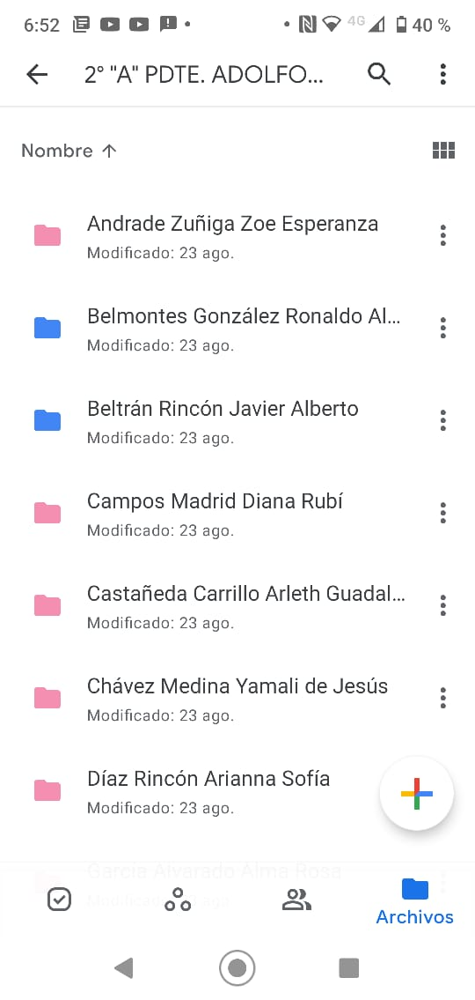 6:52
4G
40 %
2° "A" PDTE. ADOLFO...
Nombre
Andrade Zuñiga Zoe Esperanza
Modificado: 23 ago.
Belmontes González Ronaldo Al...
Modificado: 23 ago.
Beltrán Rincón Javier Alberto
Modificado: 23 ago.
Campos Madrid Diana Rubí
Modificado: 23 ago.
Castañeda Carrillo Arleth Guadal...
Modificado: 23 ago.
Chávez Medina Yamali de Jesús
Modificado: 23 ago.
Díaz Rincón Arianna Sofía
Modificado: 23 ago.
García Alvarado Alma Rosa
Modificado: 23 ago.
Archivos